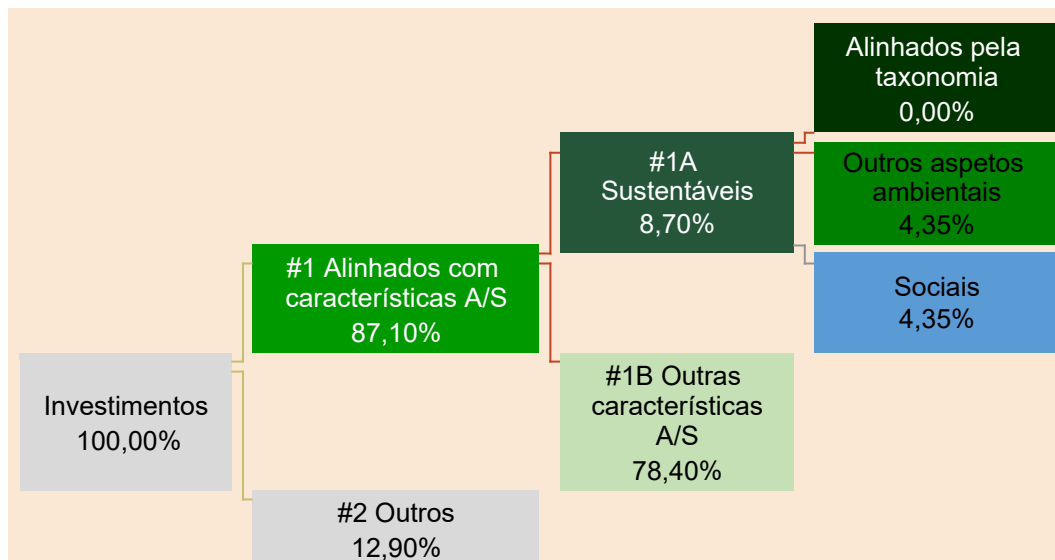 Investimentos
100,00%
#1 Alinhados com
características A/S
87,10%
#2 Outros
12,90%
#1A
Sustentáveis
8,70%
#1B Outras
características
A/S
78,40%
Alinhados pela
taxonomia
0,00%
Outros aspetos
ambientais
4,35%
Sociais
4,35%